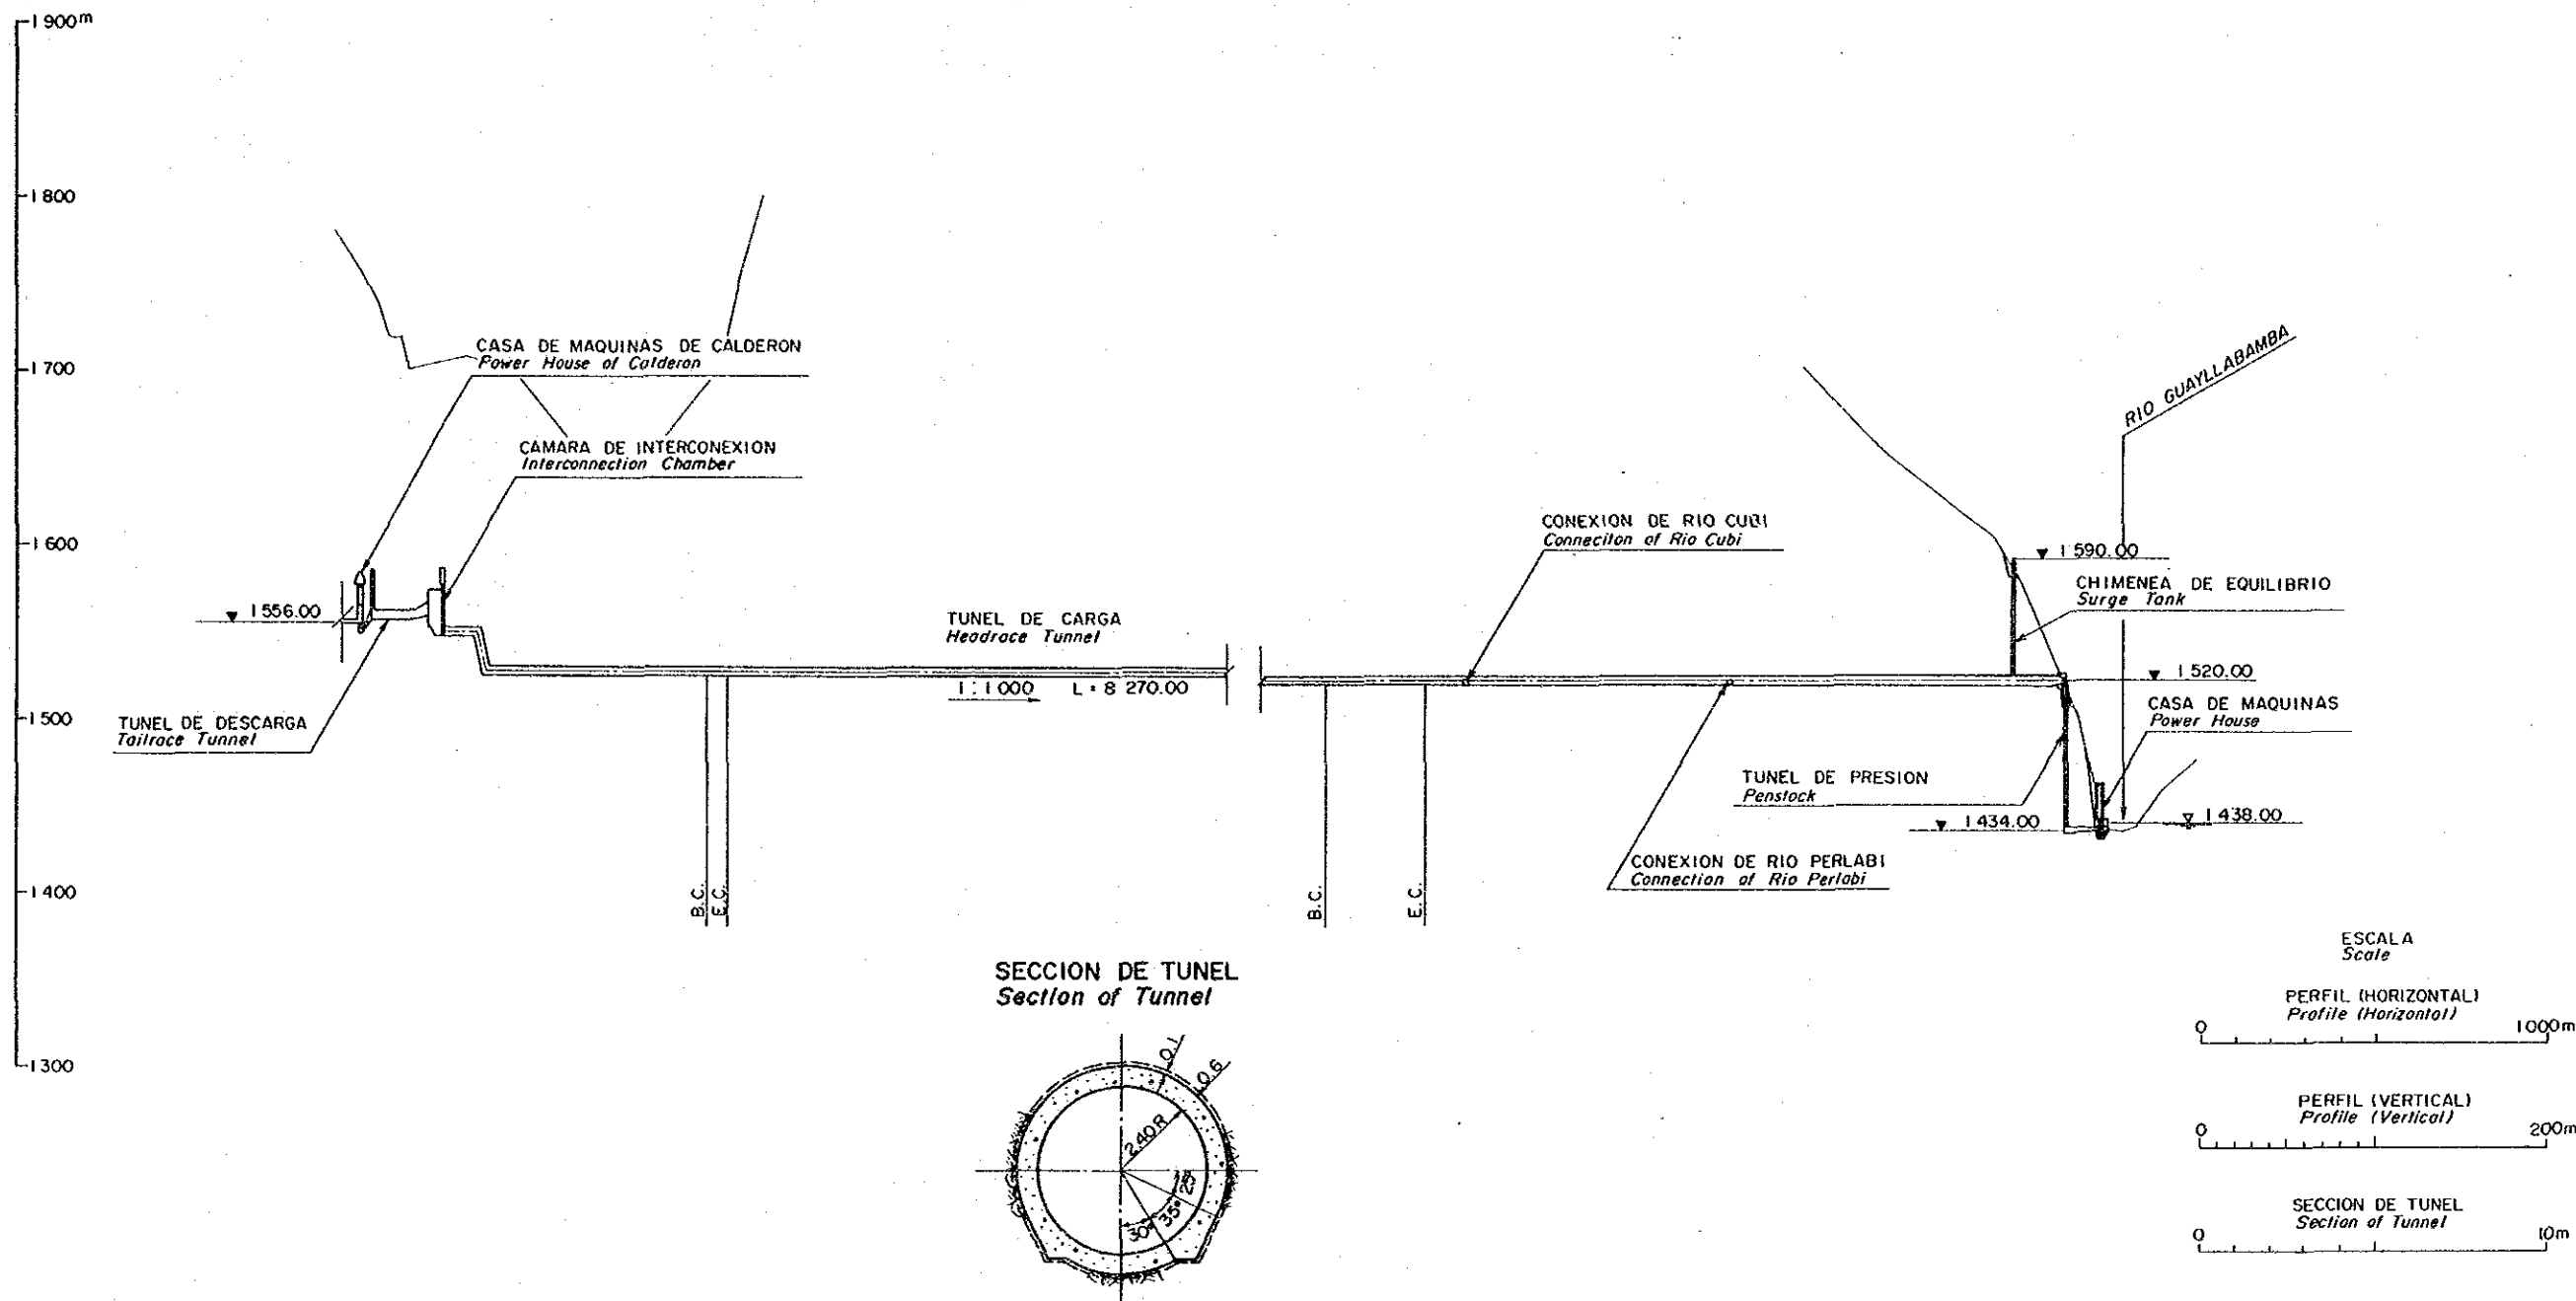 1900m
1800
1700
1600
1500
1400
1300
CASA DE MAQUINAS DE CALDERON
Power House of Calderon
CAMARA DE INTERCONEXION
Interconnection Chamber
1556.00
TUNEL DE DESCARGA
Tailrace Tunnel
TUNEL DE CARGA
Headrace Tunnel
1:1000 L=8 270.00
B.C.
E.C.
B.C.
E.C.
CONEXION DE RIO CUBI
Conneciton of Rio Cubi
CONEXION DE RIO PERLABI
Connection of Rio Perlabi
RIO GUAYLLABAMBA
1590.00
CHIMENEA DE EQUILIBRIO
Surge Tank
1520.00
CASA DE MAQUINAS
Power House
TUNEL DE PRESION
Penstock
1434.00
1438.00
SECCION DE TUNEL
Section of Tunnel
0.1
0.6
2.40R
25°
35°
30°
ESCALA
Scale
PERFIL (HORIZONTAL)
Profile (Horizontal)
0 1000m
PERFIL (VERTICAL)
Profile (Vertical)
0 200m
SECCION DE TUNEL
Section of Tunnel
0 10m